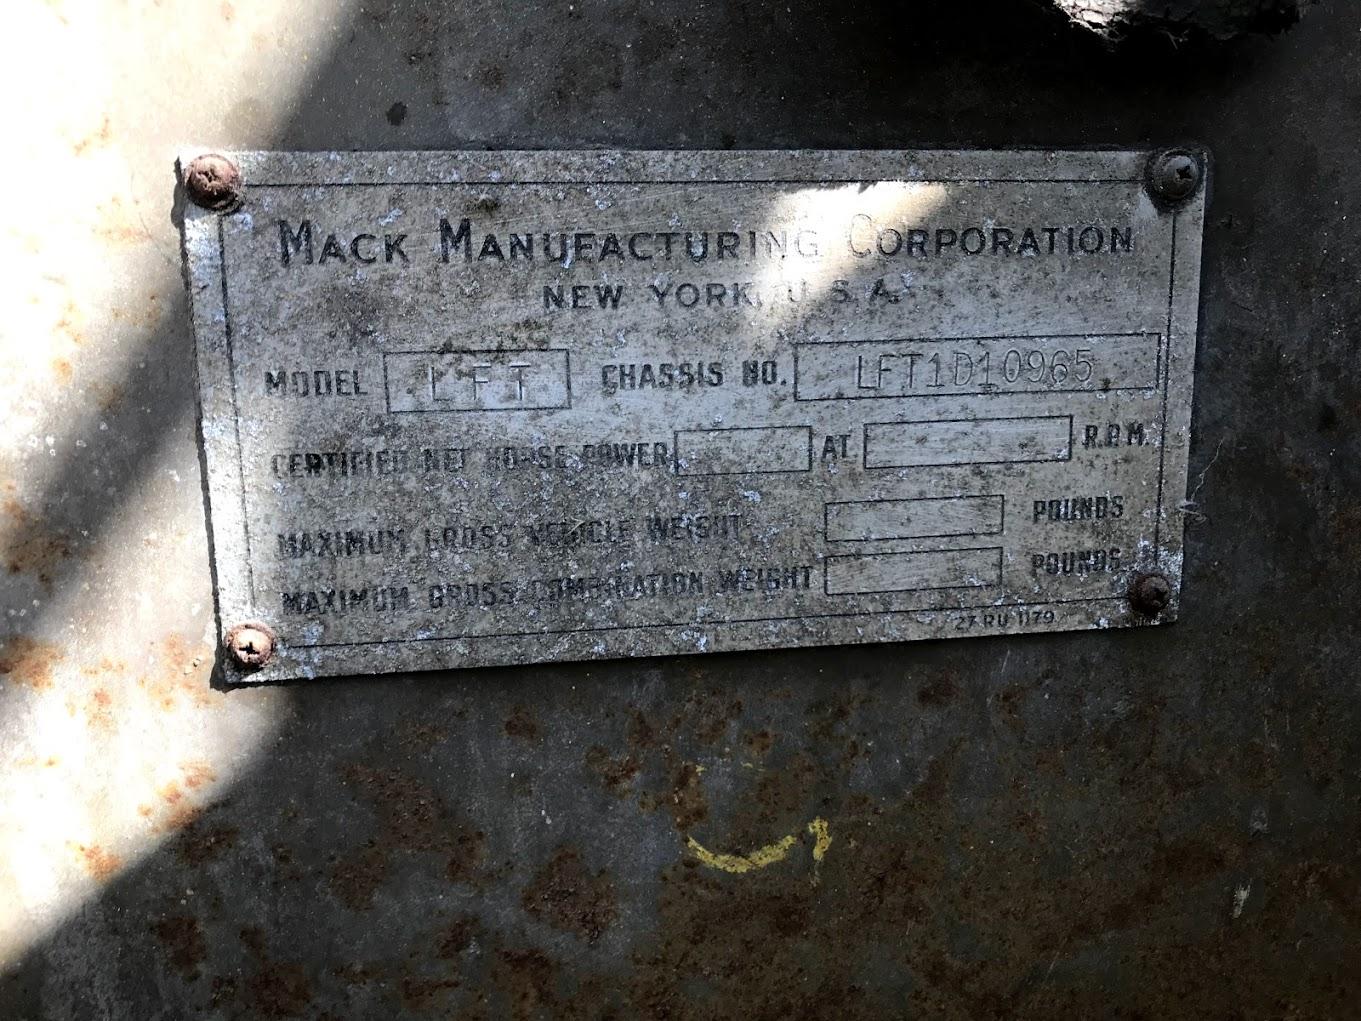 MACK MANUFACTURING CORPORATION
NEW YORK, U.S.A.
MODEL LFT CHASSIS NO. LFT1D10965
CERTIFIED NET HORSE POWER AT R.P.M.
MAXIMUM GROSS VEHICLE WEIGHT POUNDS
MAXIMUM GROSS COMBINATION WEIGHT POUNDS
27 RU 1179